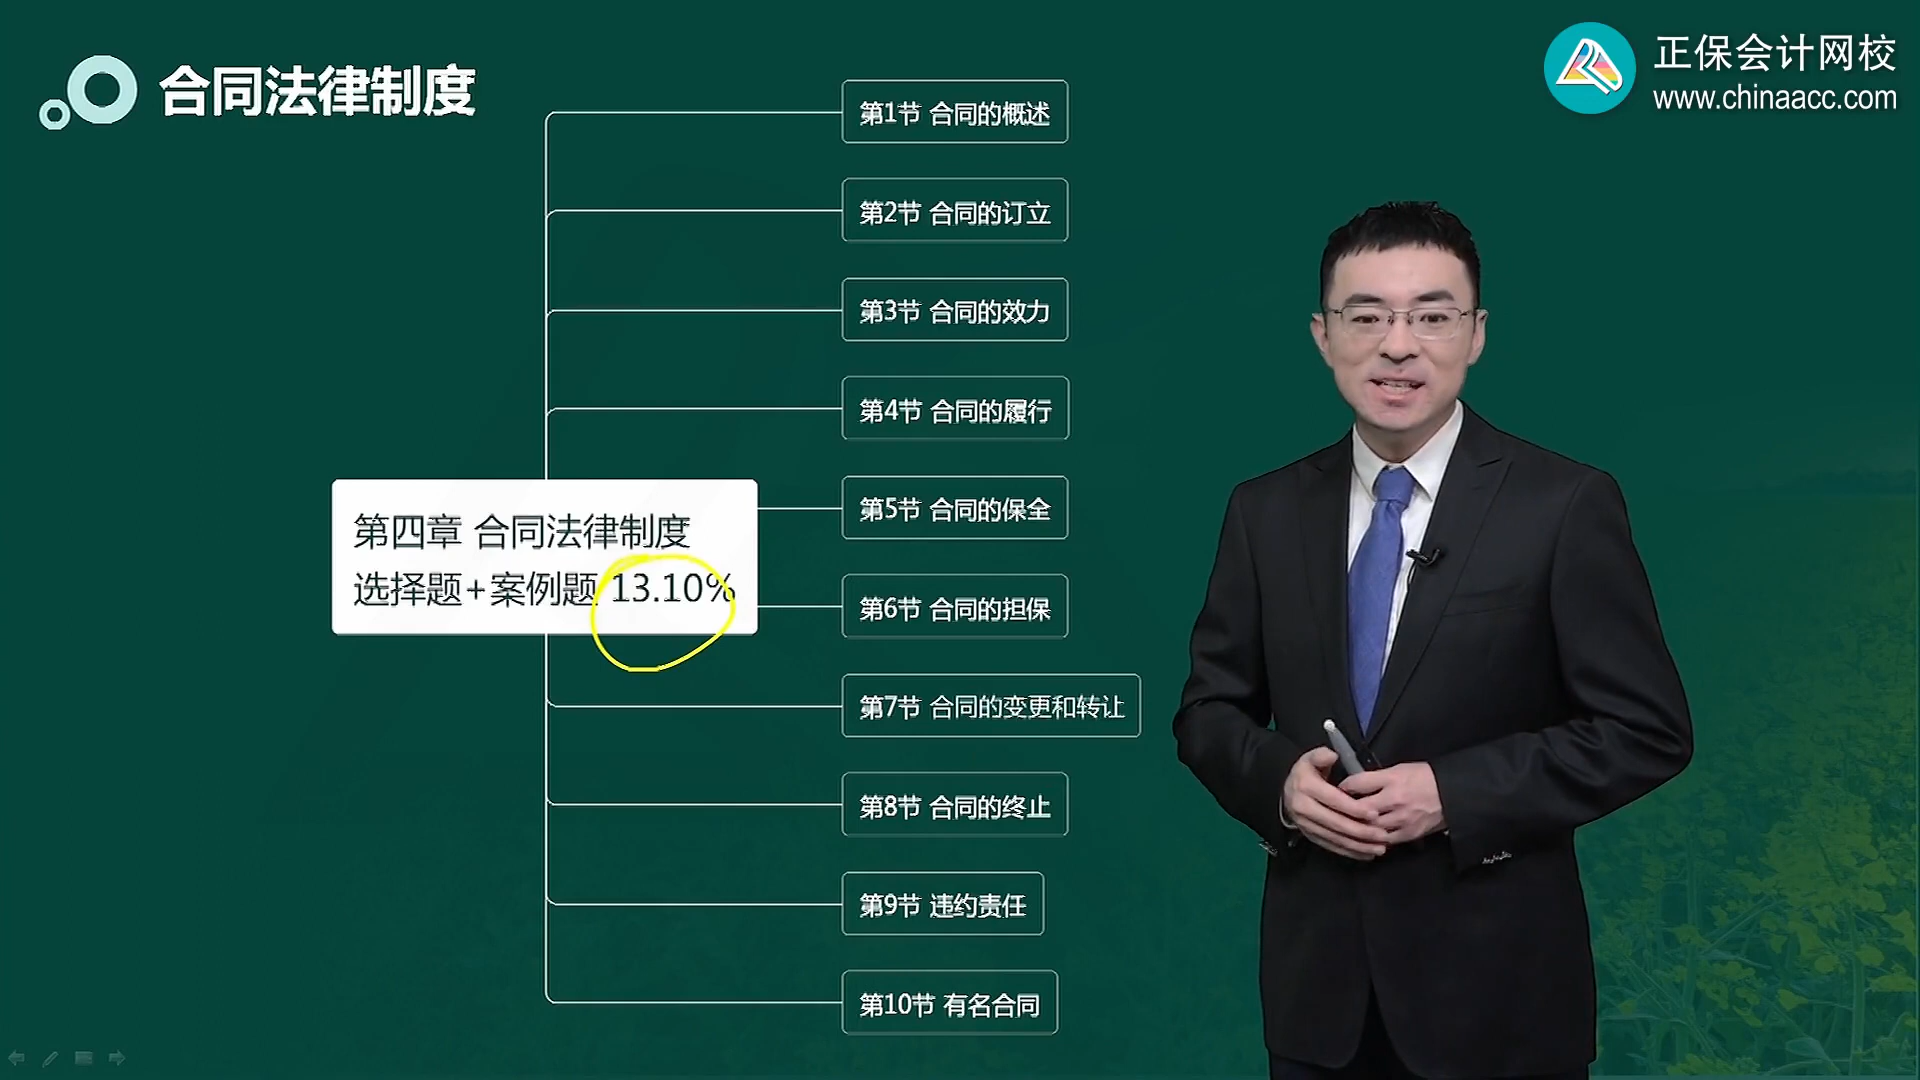 合同法律制度
正保会计网校
www.chinaacc.com
第四章 合同法律制度
选择题+案例题 13.10%
第1节 合同的概述
第2节 合同的订立
第3节 合同的效力
第4节 合同的履行
第5节 合同的保全
第6节 合同的担保
第7节 合同的变更和转让
第8节 合同的终止
第9节 违约责任
第10节 有名合同